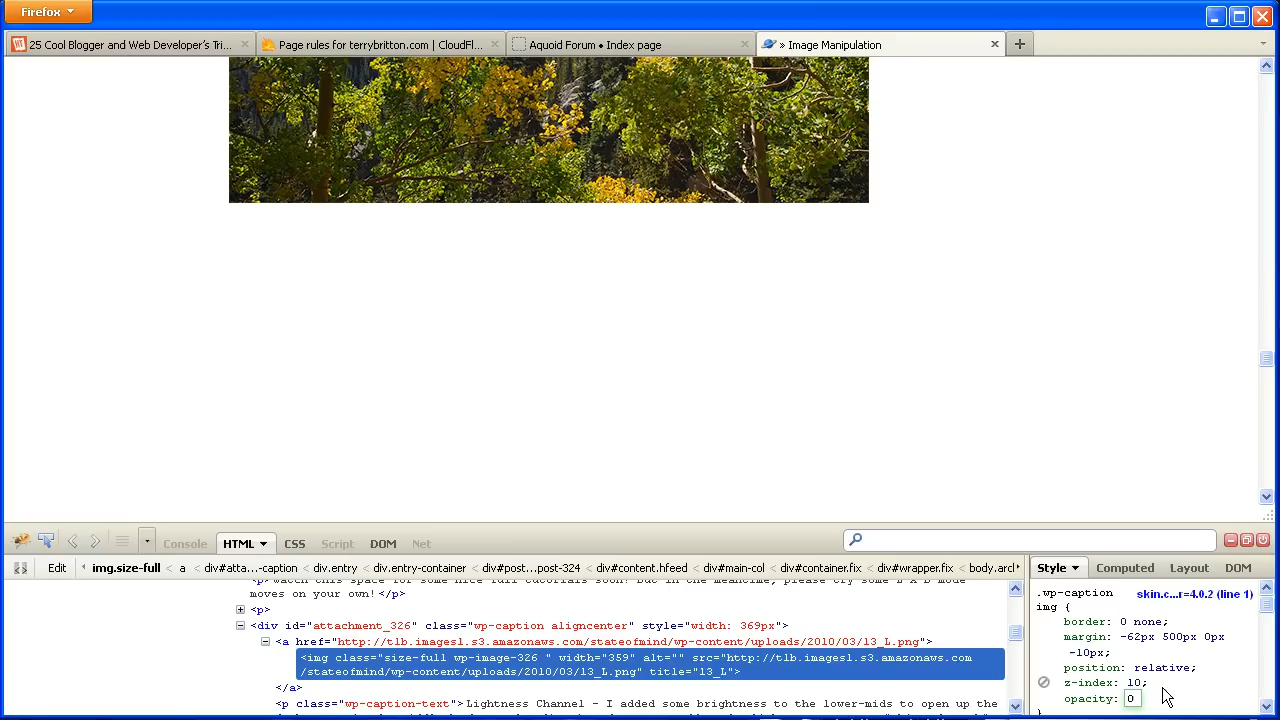 Firefox
25 Cool Blogger and Web Developer's Tri...
Page rules for terrybritton.com | CloudFl...
Aquoid Forum • Index page
» Image Manipulation
Console
HTML
CSS
Script
DOM
Net
Edit
img.size-full
a
div#atta...-caption
div.entry
div.entry-container
div#post...post-324
div#content.hfeed
div#main-col
div#container.fix
div#wrapper.fix
body.arcl
Style
Computed
Layout
DOM
moves on your own!</p>
<p>
<div id="attachment_326" class="wp-caption aligncenter" style="width: 369px">
<a href="http://tlb.images1.s3.amazonaws.com/stateofmind/wp-content/uploads/2010/03/13_L.png">
<img class="size-full wp-image-326 " width="359" alt="" src="http://tlb.images1.s3.amazonaws.com
/stateofmind/wp-content/uploads/2010/03/13_L.png" title="13_L">
</a>
<p class="wp-caption-text">Lightness Channel - I added some brightness to the lower-mids to open up the
.wp-caption
img {
skin.c...r=4.0.2 (line 1)
border: 0 none;
margin: -62px 500px 0px
-10px;
position: relative;
z-index: 10;
opacity: 0